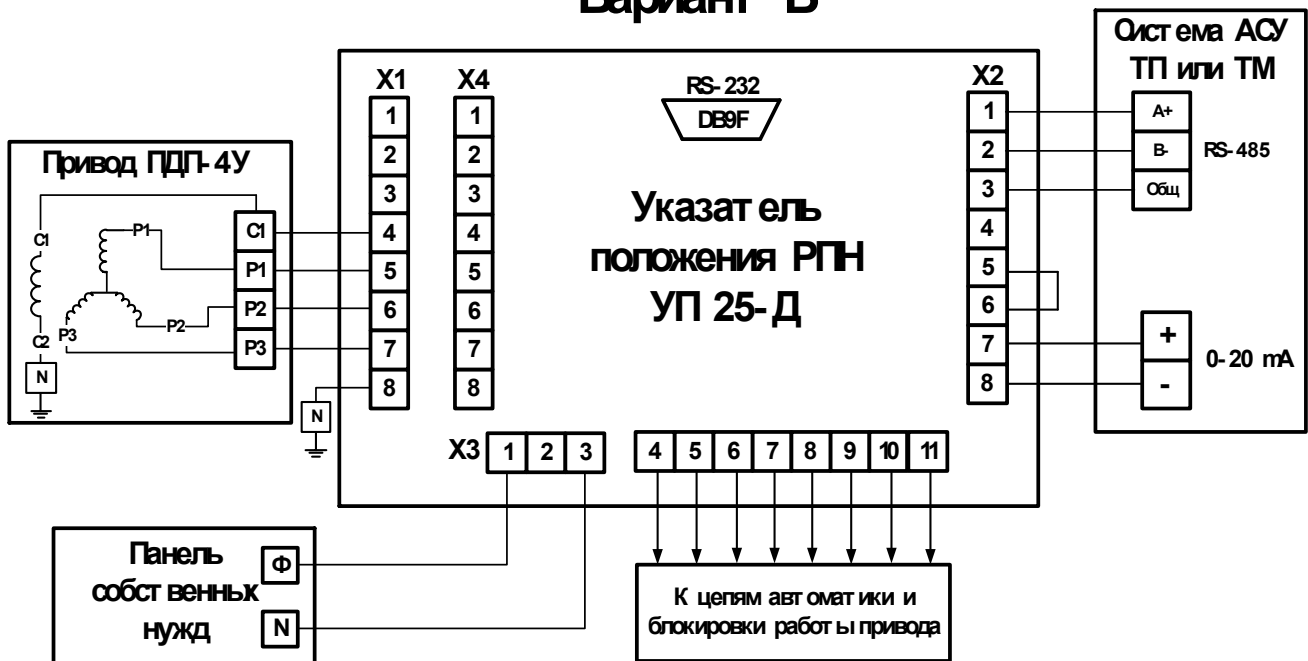 Вариант В
Привод ПДП-4У
C1
P1
P2
P3
C1
C2
P1
P2
P3
N
X1
1
2
3
4
5
6
7
8
N
X4
1
2
3
4
5
6
7
8
RS-232
DB9F
Указатель
положения РПН
УП 25-Д
X2
1
2
3
4
5
6
7
8
Система АСУ
ТП или ТМ
A+
B-
Общ
RS-485
+
-
0-20 mA
X3 1 2 3 4 5 6 7 8 9 10 11
Панель
собственных
нужд
Ф
N
К цепям автоматики и
блокировки работы привода